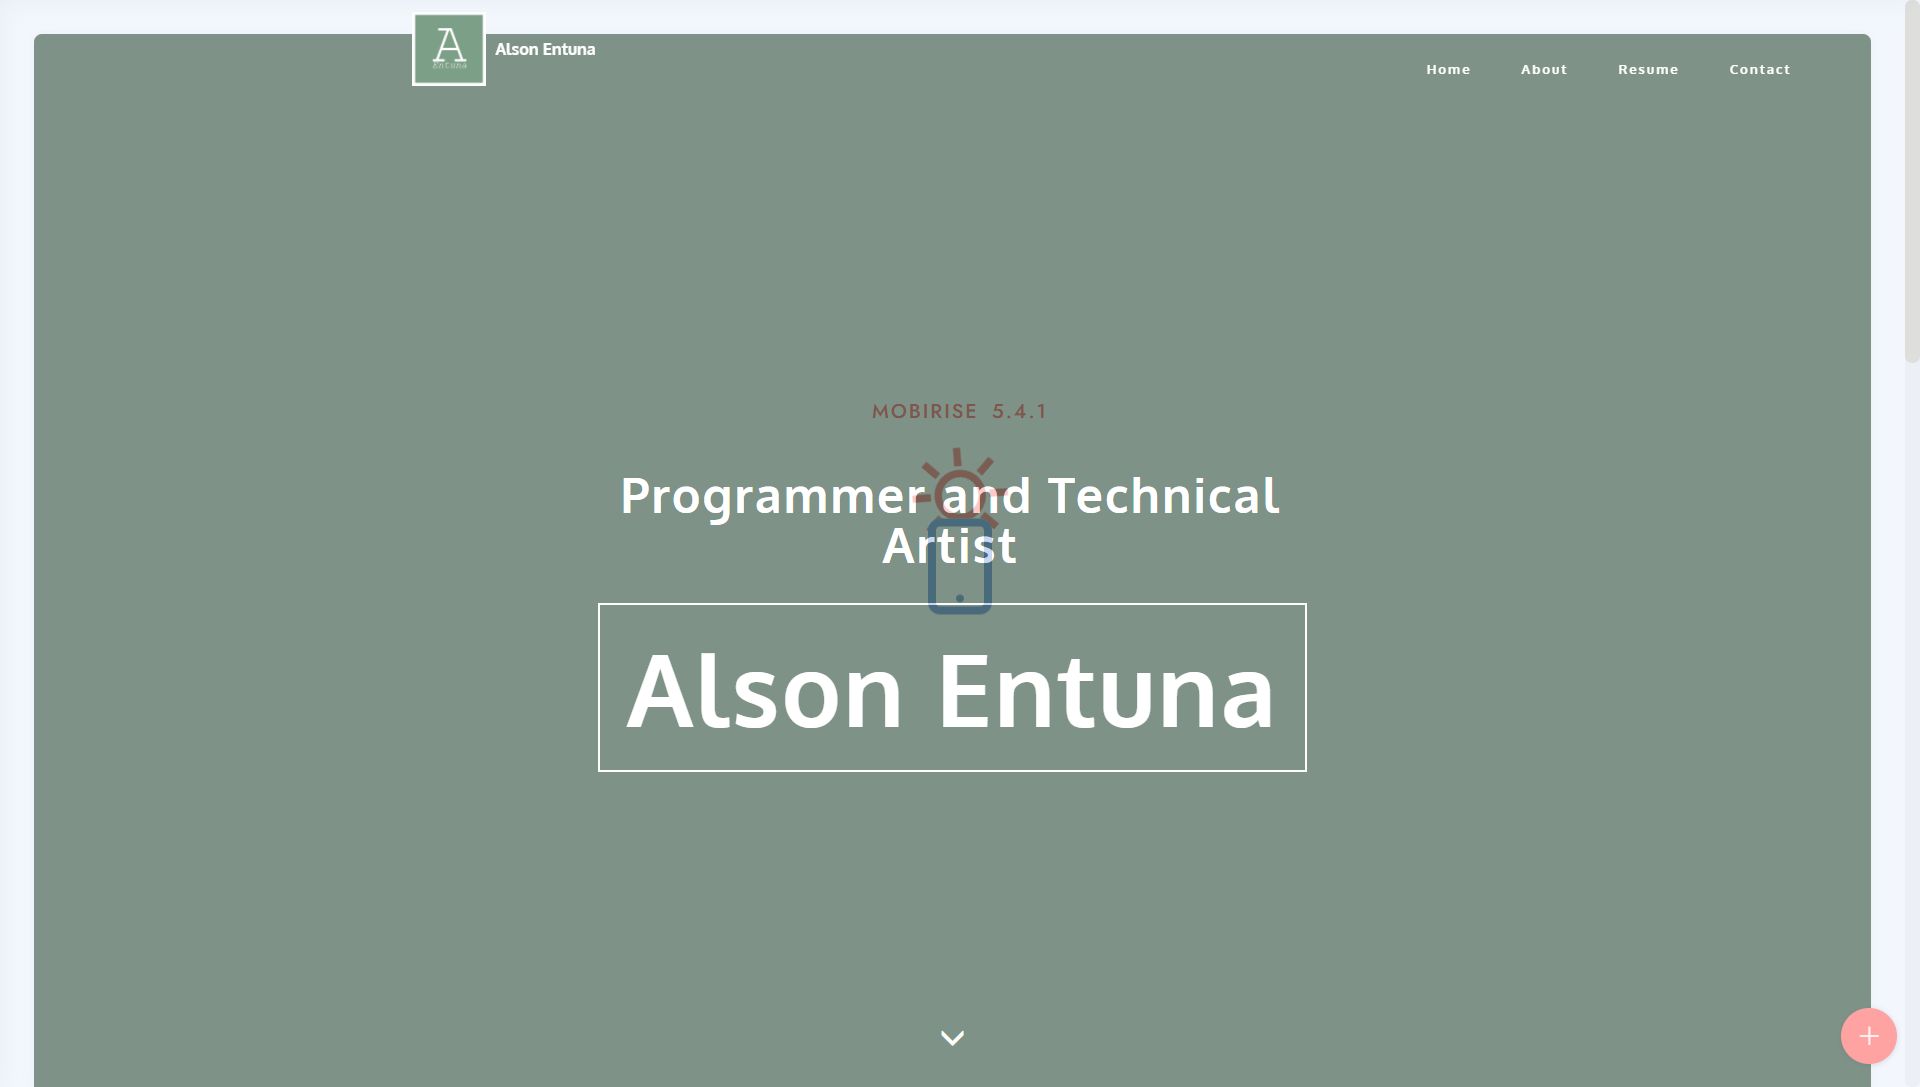 A
Entuna
Alson Entuna
Home
About
Resume
Contact
MOBIRISE 5.4.1
Programmer and Technical
Artist
Alson Entuna